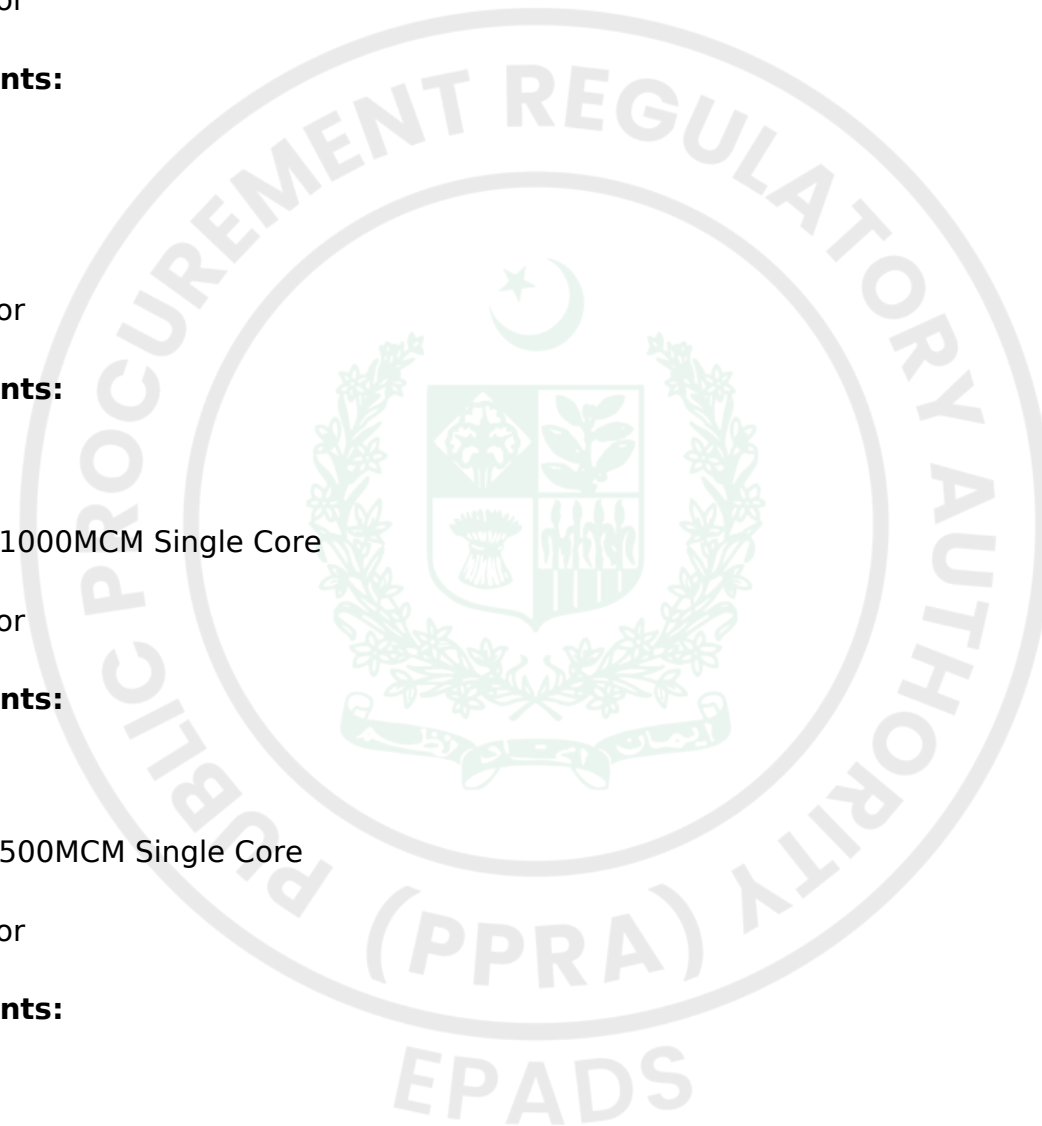 or
nts:
or
nts:
1000MCM Single Core
or
nts:
500MCM Single Core
or
nts:
PUBLIC PROCUREMENT REGULATORY AUTHORITY
(PPRA)
EPADS